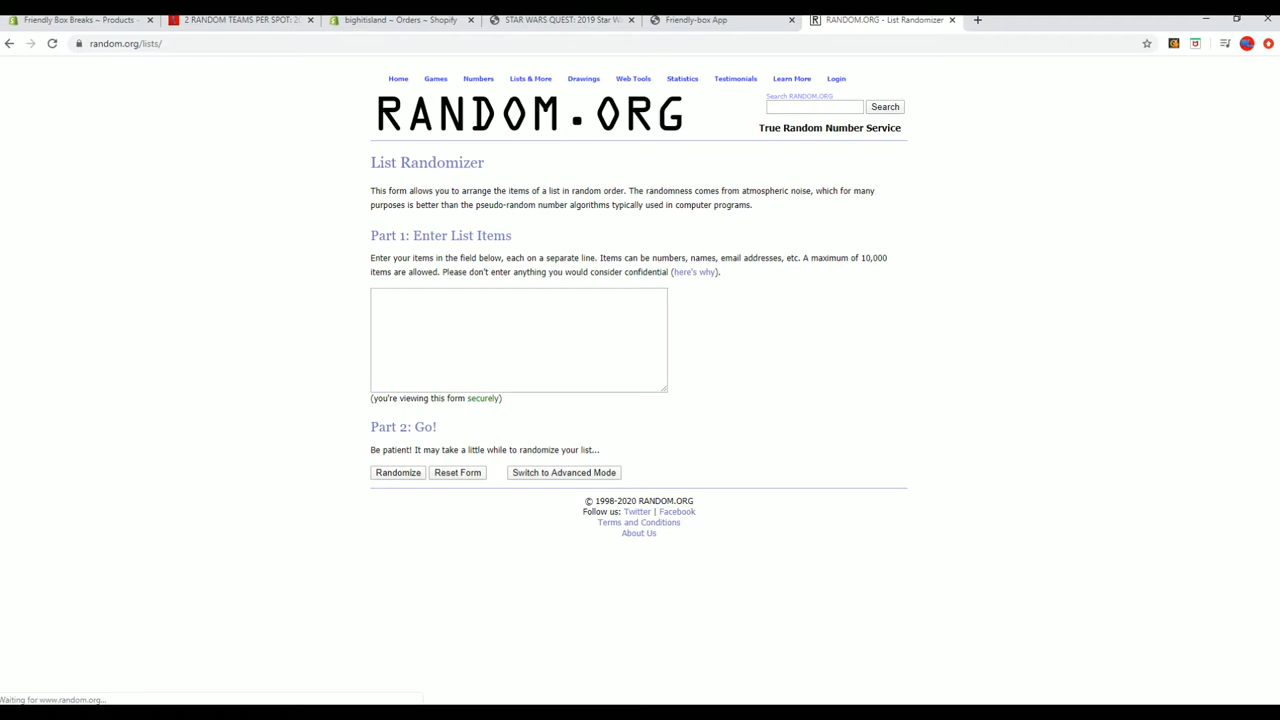 Friendly Box Breaks ~ Products ~
2 RANDOM TEAMS PER SPOT: 20
bighitisland ~ Orders ~ Shopify
STAR WARS QUEST: 2019 Star W
Friendly-box App
RANDOM.ORG - List Randomizer
random.org/lists/
Home Games Numbers Lists & More Drawings Web Tools Statistics Testimonials Learn More Login
RANDOM.ORG
Search RANDOM.ORG
Search
True Random Number Service
List Randomizer
This form allows you to arrange the items of a list in random order. The randomness comes from atmospheric noise, which for many
purposes is better than the pseudo-random number algorithms typically used in computer programs.
Part 1: Enter List Items
Enter your items in the field below, each on a separate line. Items can be numbers, names, email addresses, etc. A maximum of 10,000
items are allowed. Please don't enter anything you would consider confidential (here's why).
(you're viewing this form securely)
Part 2: Go!
Be patient! It may take a little while to randomize your list...
Randomize Reset Form Switch to Advanced Mode
© 1998-2020 RANDOM.ORG
Follow us: Twitter | Facebook
Terms and Conditions
About Us
Waiting for www.random.org...